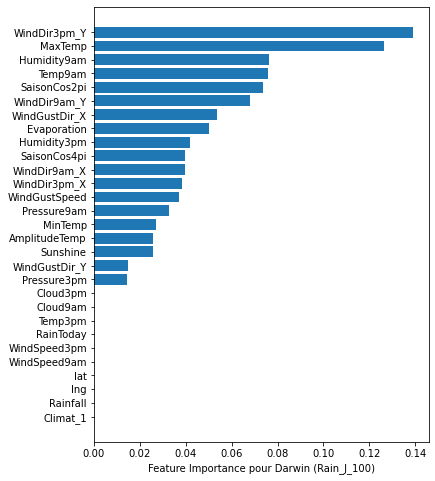 WindDir3pm_Y
MaxTemp
Humidity9am
Temp9am
SaisonCos2pi
WindDir9am_Y
WindGustDir_X
Evaporation
Humidity3pm
SaisonCos4pi
WindDir9am_X
WindDir3pm_X
WindGustSpeed
Pressure9am
MinTemp
AmplitudeTemp
Sunshine
WindGustDir_Y
Pressure3pm
Cloud3pm
Cloud9am
Temp3pm
RainToday
WindSpeed3pm
WindSpeed9am
lat
lng
Rainfall
Climat_1
0.00 0.02 0.04 0.06 0.08 0.10 0.12 0.14
Feature Importance pour Darwin (Rain_J_100)